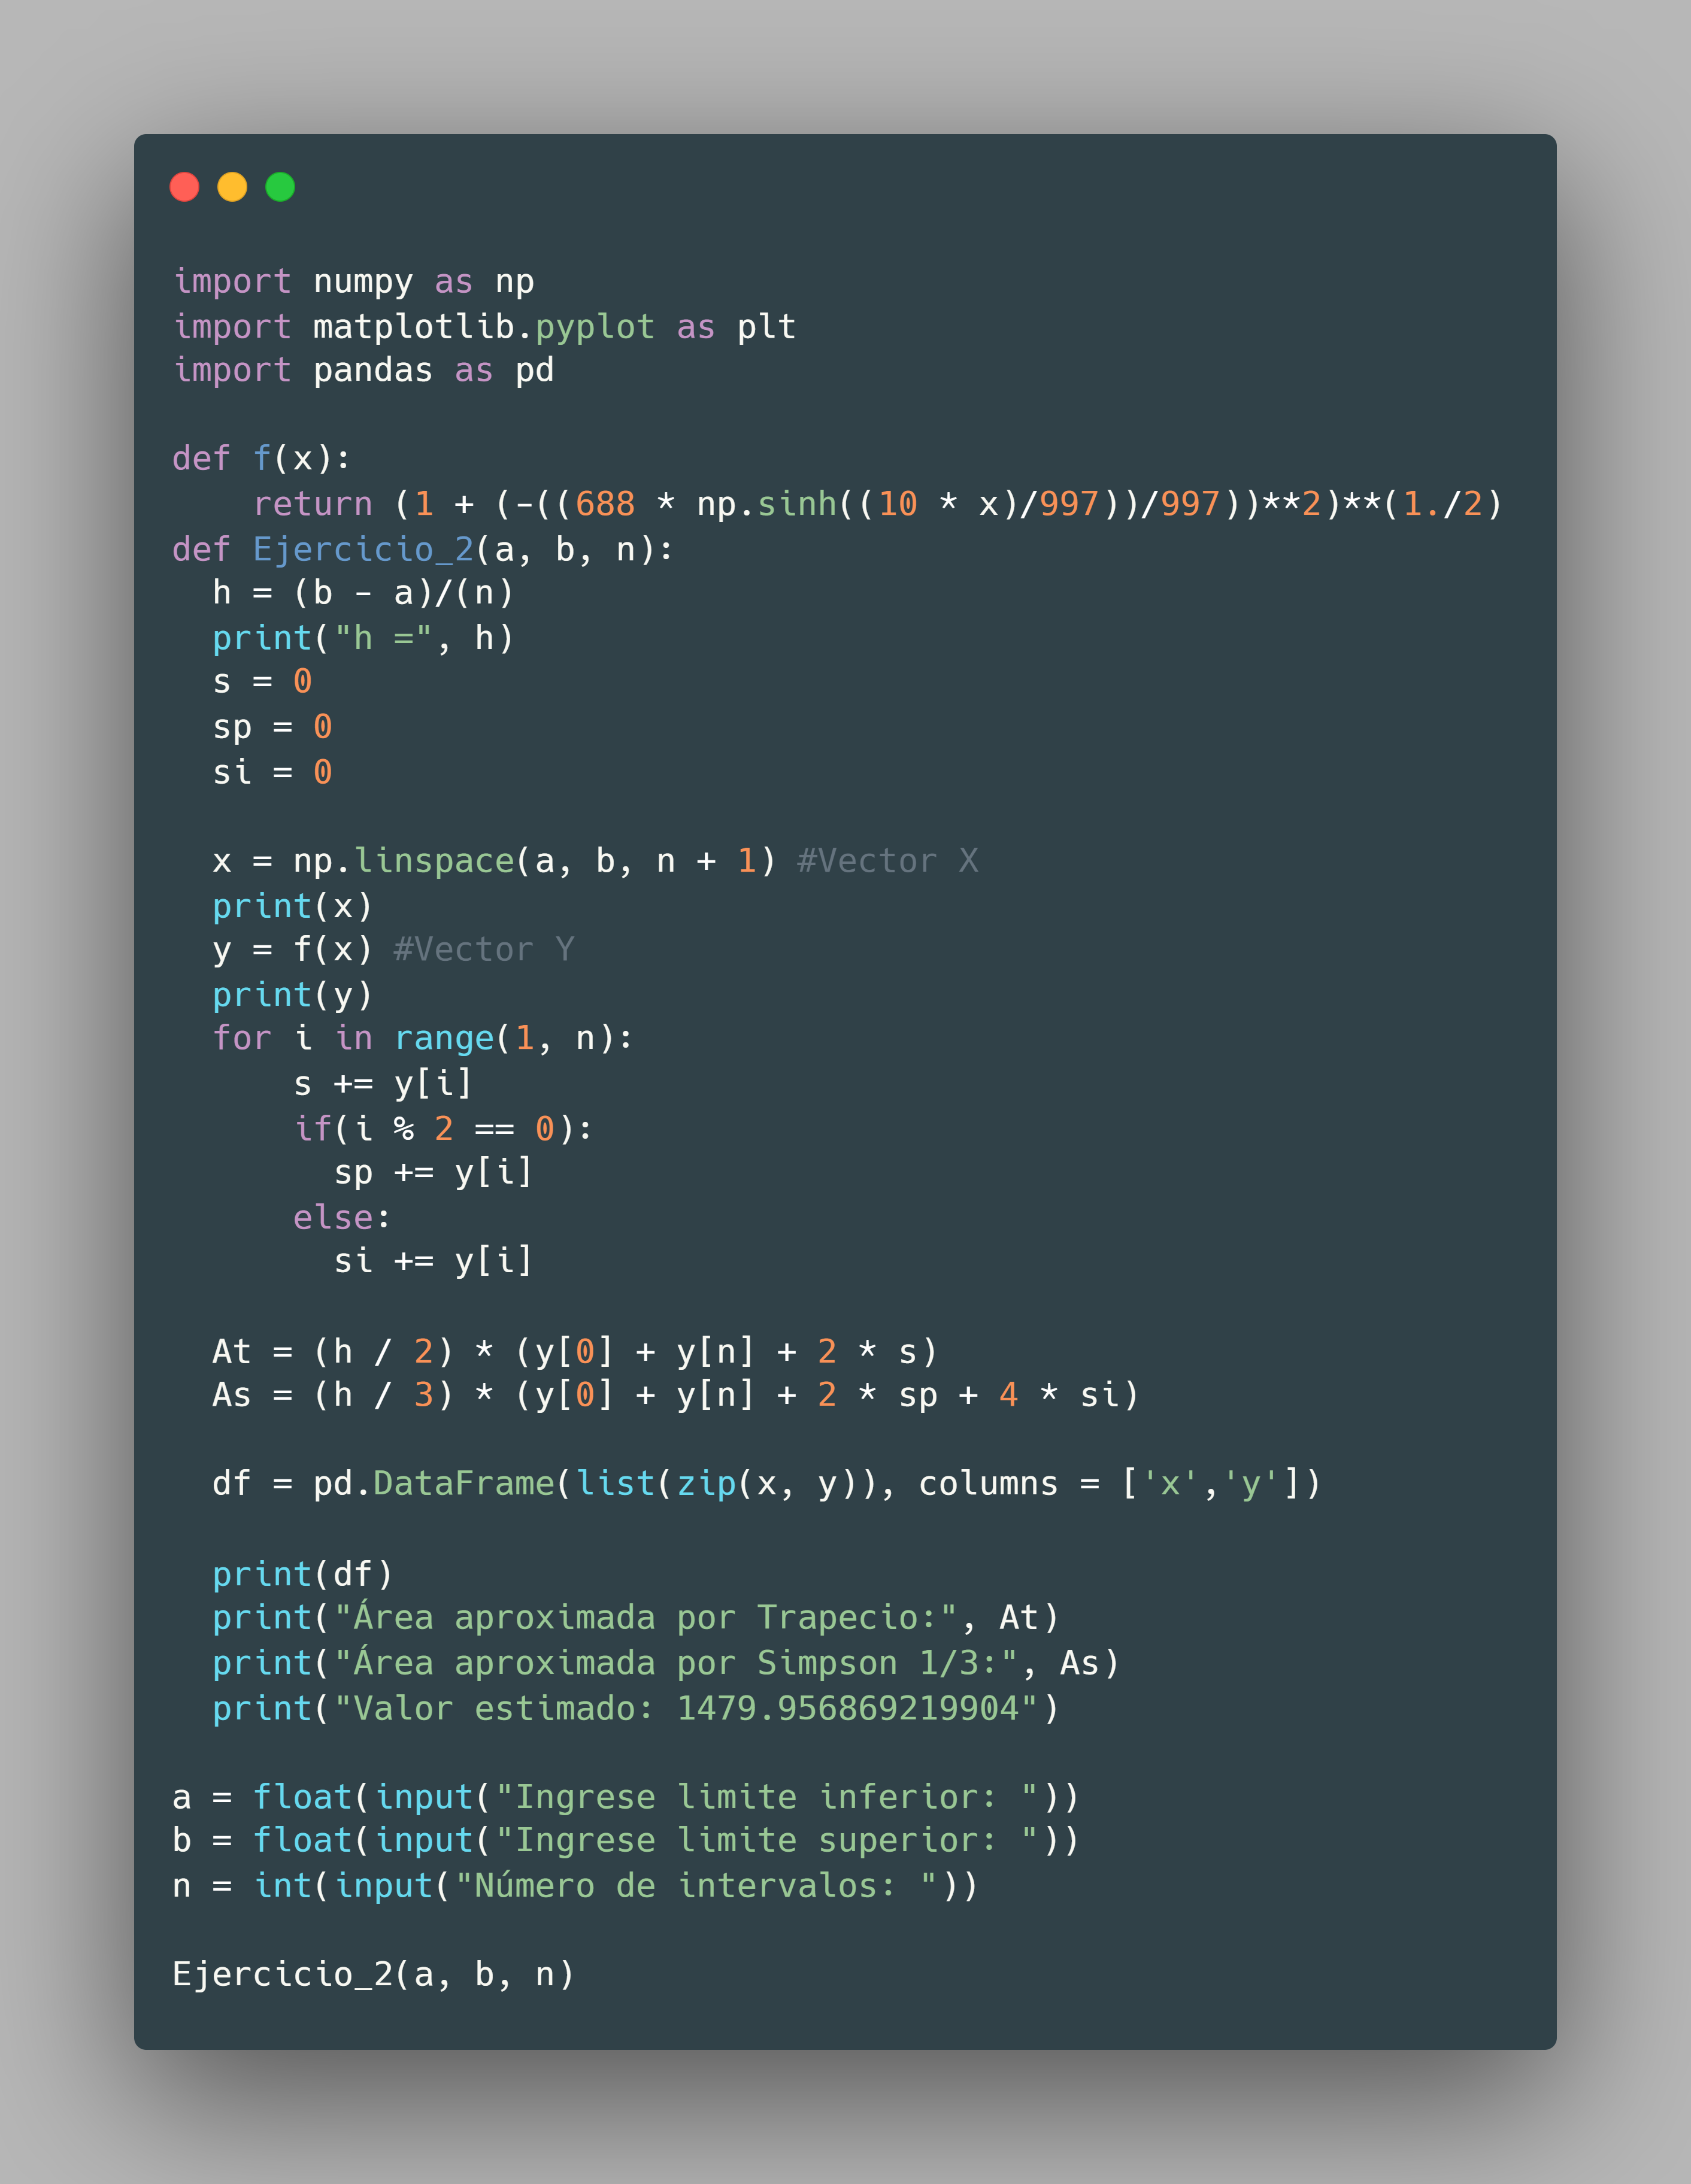 import numpy as np
import matplotlib.pyplot as plt
import pandas as pd

def f(x):
    return (1 + (-((688 * np.sinh((10 * x)/997))/997))**2)**(1./2)
def Ejercicio_2(a, b, n):
  h = (b - a)/(n)
  print("h =", h)
  s = 0
  sp = 0
  si = 0

  x = np.linspace(a, b, n + 1) #Vector X
  print(x)
  y = f(x) #Vector Y
  print(y)
  for i in range(1, n):
      s += y[i]
      if(i % 2 == 0):
        sp += y[i]
      else:
        si += y[i]

  At = (h / 2) * (y[0] + y[n] + 2 * s)
  As = (h / 3) * (y[0] + y[n] + 2 * sp + 4 * si)

  df = pd.DataFrame(list(zip(x, y)), columns = ['x','y'])

  print(df)
  print("Área aproximada por Trapecio:", At)
  print("Área aproximada por Simpson 1/3:", As)
  print("Valor estimado: 1479.956869219904")

a = float(input("Ingrese limite inferior: "))
b = float(input("Ingrese limite superior: "))
n = int(input("Número de intervalos: "))

Ejercicio_2(a, b, n)